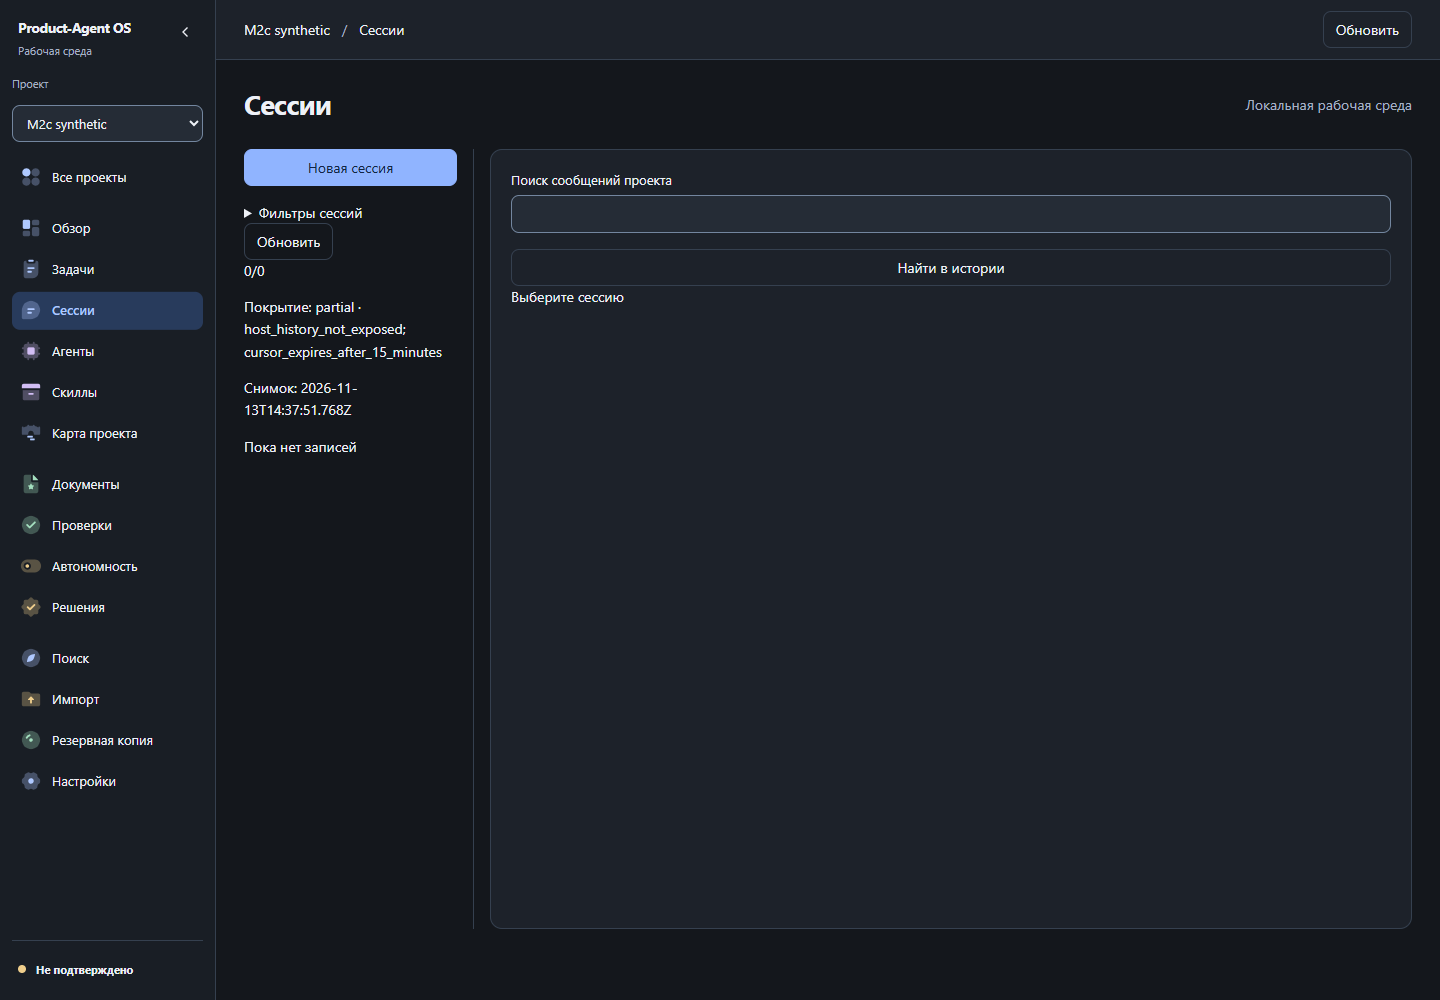 Product-Agent OS
Рабочая среда
Проект
M2c synthetic
Все проекты
Обзор
Задачи
Сессии
Агенты
Скиллы
Карта проекта
Документы
Проверки
Автономность
Решения
Поиск
Импорт
Резервная копия
Настройки
Не подтверждено
M2c synthetic / Сессии
Обновить
Сессии
Локальная рабочая среда
Новая сессия
Фильтры сессий
Обновить
0/0
Покрытие: partial ·
host_history_not_exposed;
cursor_expires_after_15_minutes
Снимок: 2026-11-
13T14:37:51.768Z
Пока нет записей
Поиск сообщений проекта
Найти в истории
Выберите сессию